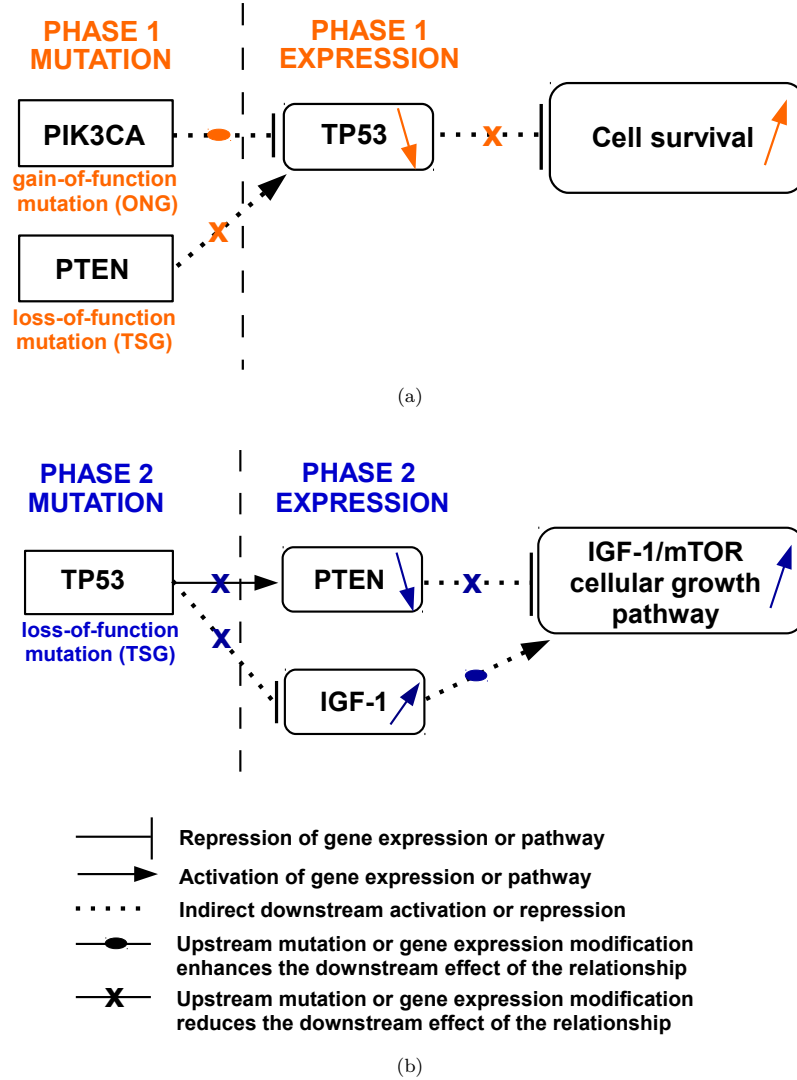 PHASE 1
MUTATION
PHASE 1
EXPRESSION
PIK3CA
TP53
Cell survival
gain-of-function
mutation (ONG)
X
X
PTEN
loss-of-function
mutation (TSG)
(a)
PHASE 2
MUTATION
PHASE 2
EXPRESSION
TP53
X
PTEN
X
IGF-1/mTOR
cellular growth
pathway
loss-of-function
mutation (TSG)
X
IGF-1
Repression of gene expression or pathway
Activation of gene expression or pathway
Indirect downstream activation or repression
Upstream mutation or gene expression modification
enhances the downstream effect of the relationship
X
Upstream mutation or gene expression modification
reduces the downstream effect of the relationship
(b)